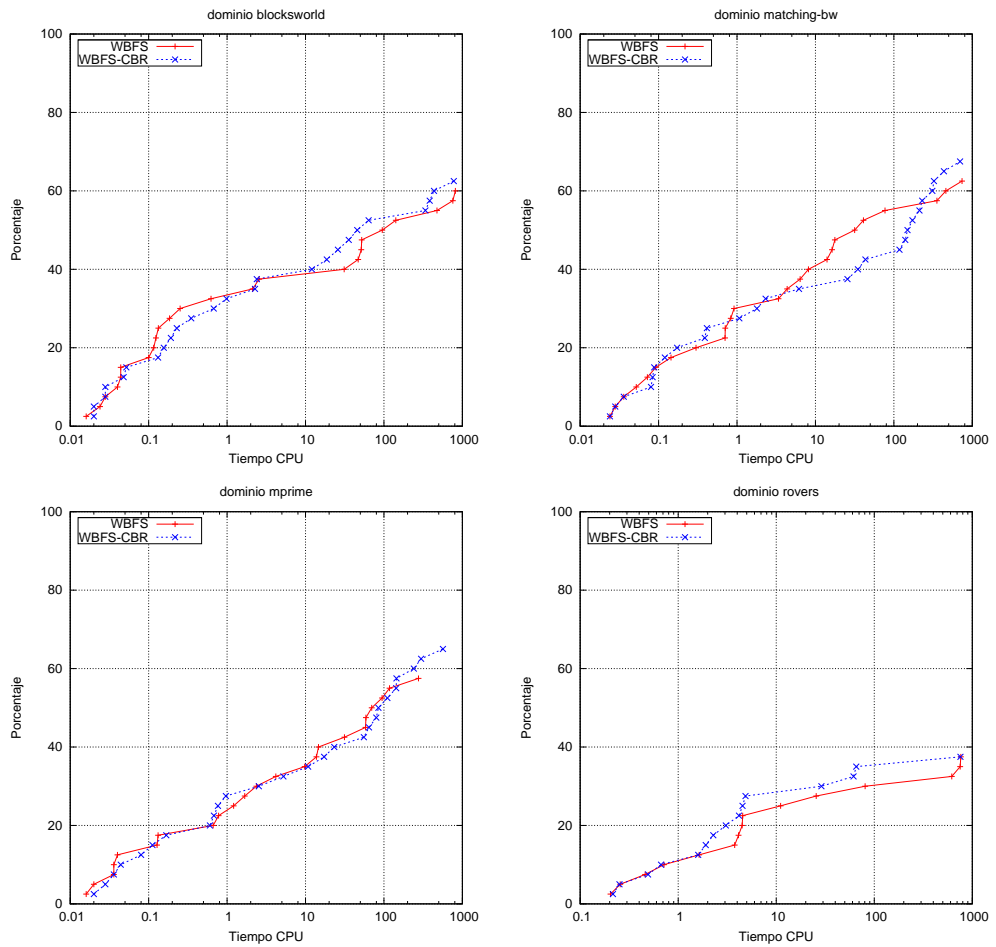 dominio blocksworld
100
80
60
40
20
0
Porcentaje
WBFS
WBFS-CBR
0.01
0.1
1
10
100
1000
Tiempo CPU
dominio matching-bw
100
80
60
40
20
0
Porcentaje
WBFS
WBFS-CBR
0.01
0.1
1
10
100
1000
Tiempo CPU
dominio mprime
100
80
60
40
20
0
Porcentaje
WBFS
WBFS-CBR
0.01
0.1
1
10
100
1000
Tiempo CPU
dominio rovers
100
80
60
40
20
0
Porcentaje
WBFS
WBFS-CBR
0.1
1
10
100
1000
Tiempo CPU